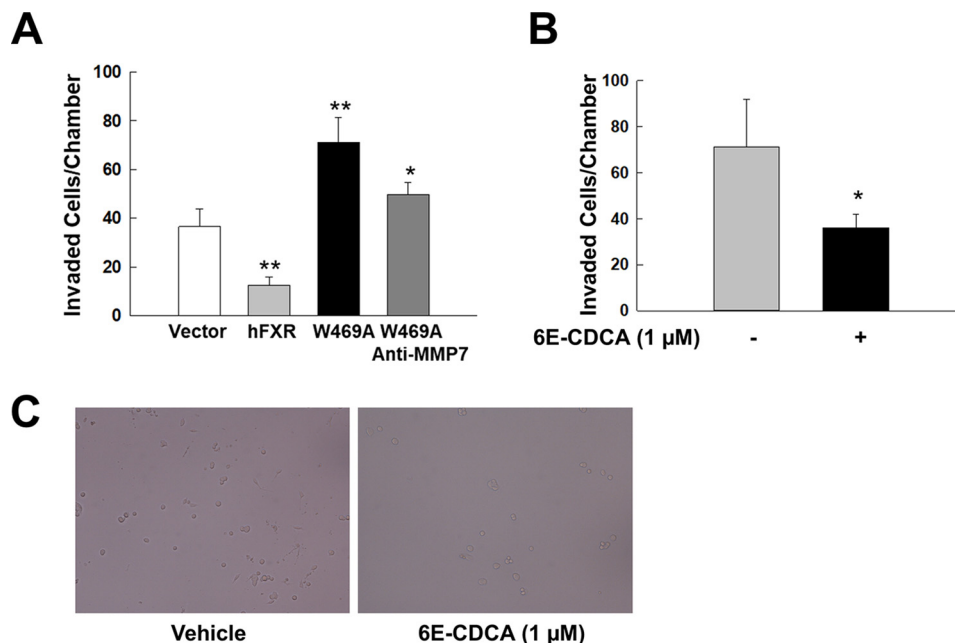 A
Invaded Cells/Chamber
100
80
60
40
20
0
**
**
*
Vector hFXR W469A W469A
Anti-MMP7
B
Invaded Cells/Chamber
100
80
60
40
20
0
*
6E-CDCA (1 µM) - +
C
Vehicle 6E-CDCA (1 µM)